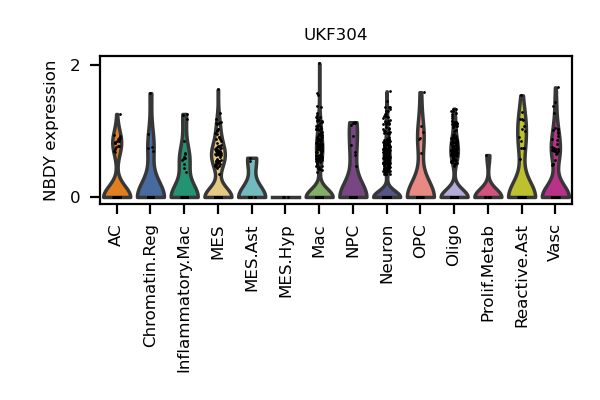 UKF304
NBDY expression
2
0
AC
Chromatin.Reg
Inflammatory.Mac
MES
MES.Ast
MES.Hyp
Mac
NPC
Neuron
OPC
Oligo
Prolif.Metab
Reactive.Ast
Vasc